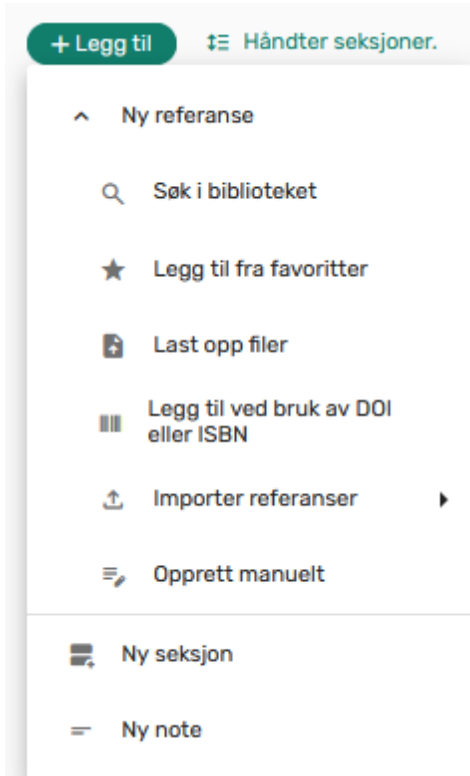 + Legg til
Håndter seksjoner.
Ny referanse
Søk i biblioteket
Legg til fra favoritter
Last opp filer
Legg til ved bruk av DOI
eller ISBN
Importer referanser
Opprett manuelt
Ny seksjon
Ny note